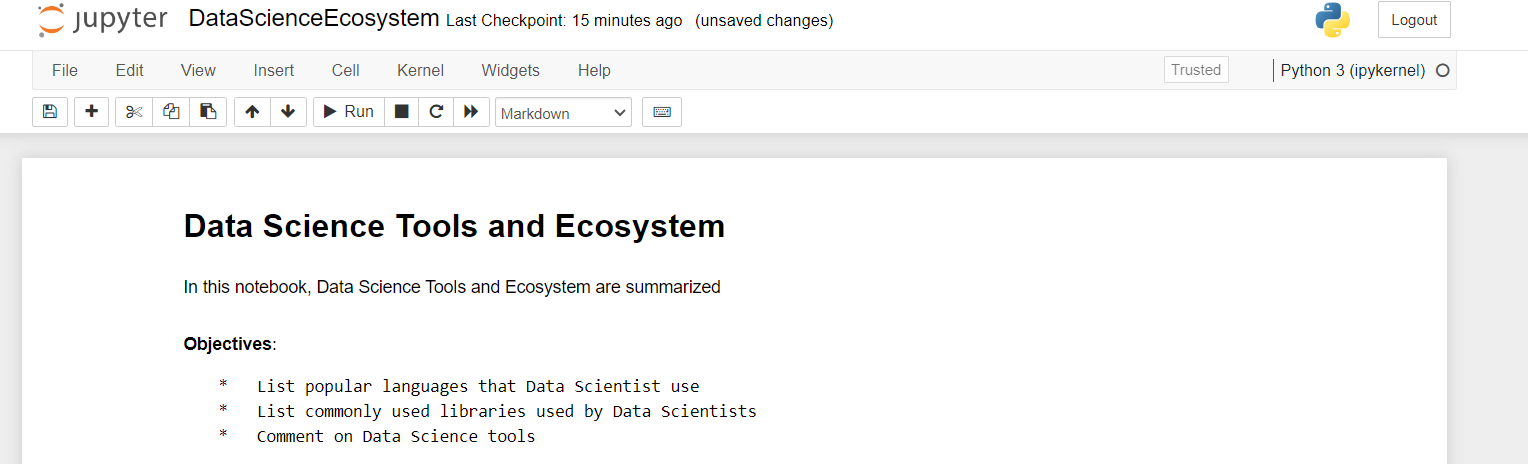 jupyter DataScienceEcosystem Last Checkpoint: 15 minutes ago (unsaved changes) Logout
File Edit View Insert Cell Kernel Widgets Help Trusted Python 3 (ipykernel)
Run Markdown
Data Science Tools and Ecosystem
In this notebook, Data Science Tools and Ecosystem are summarized
Objectives:
* List popular languages that Data Scientist use
* List commonly used libraries used by Data Scientists
* Comment on Data Science tools